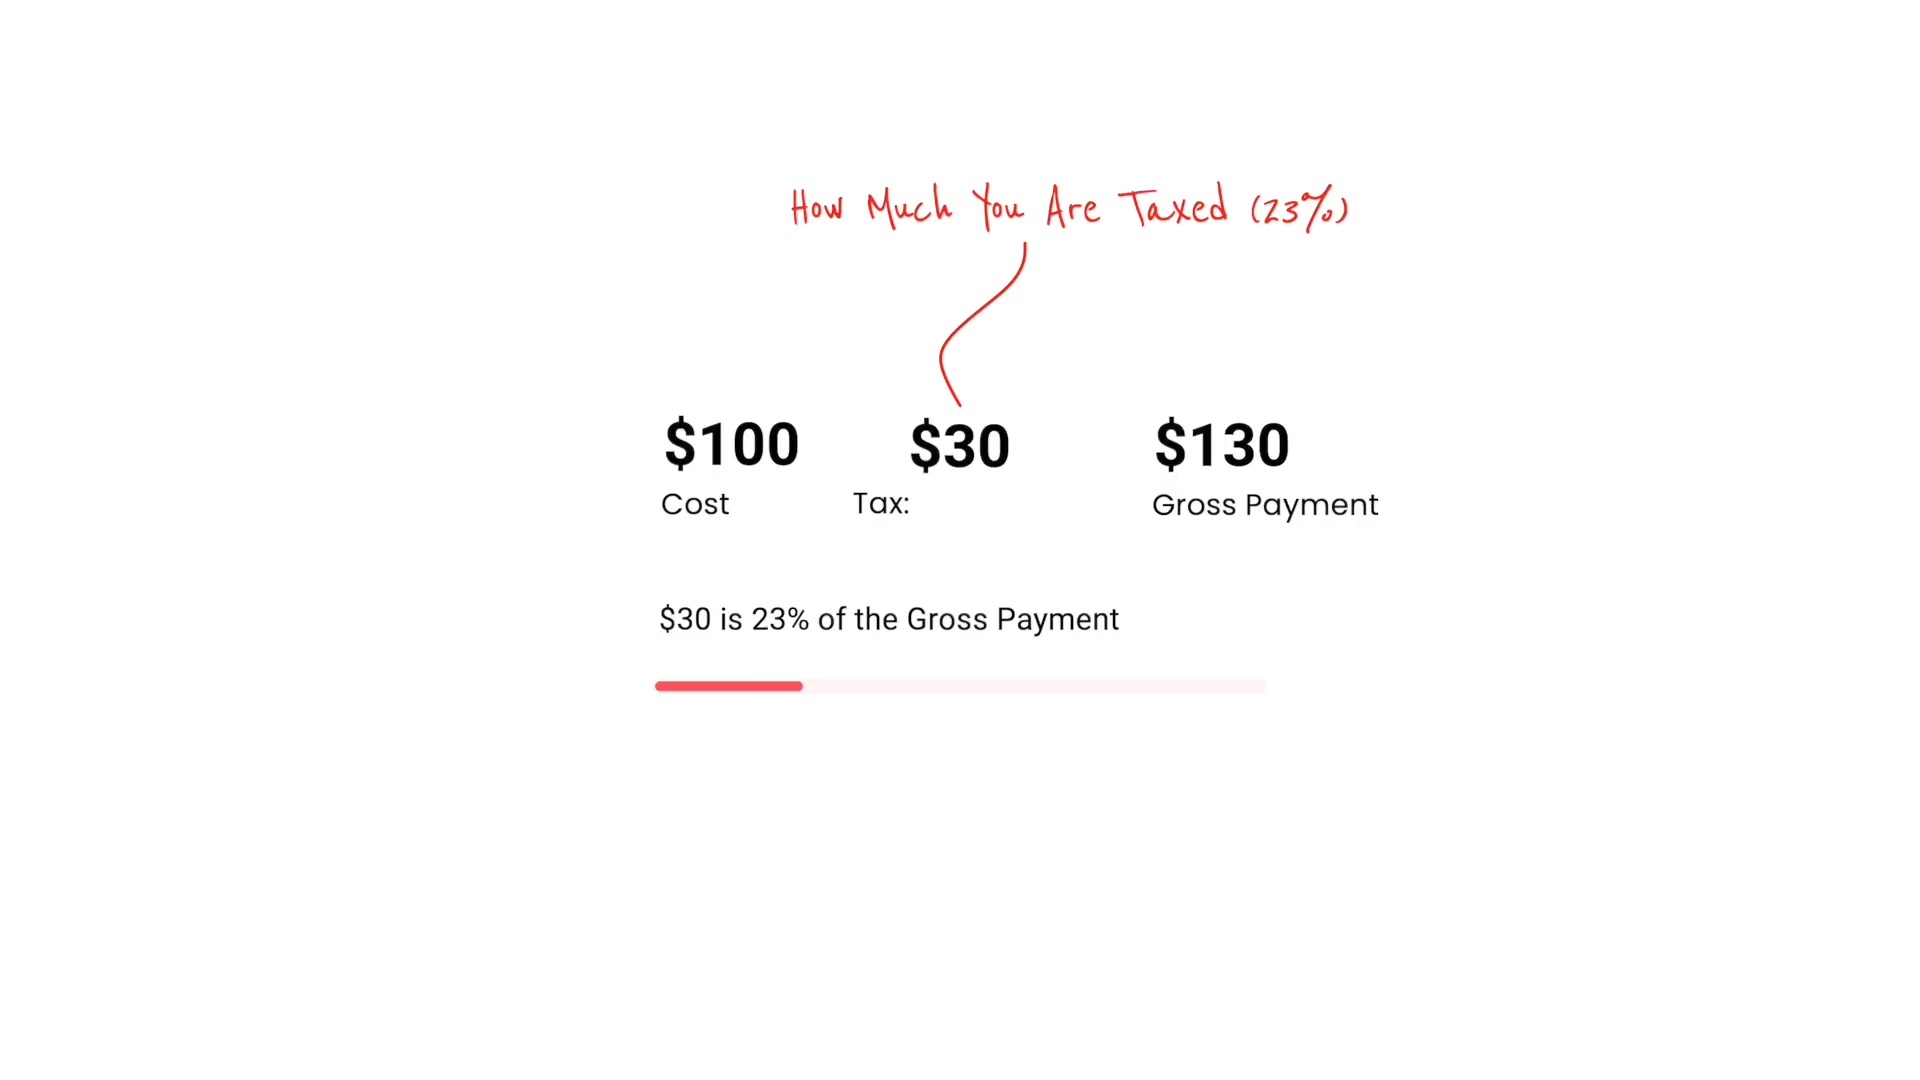 How Much You Are Taxed (23%)
$100 $30 $130
Cost Tax: Gross Payment
$30 is 23% of the Gross Payment